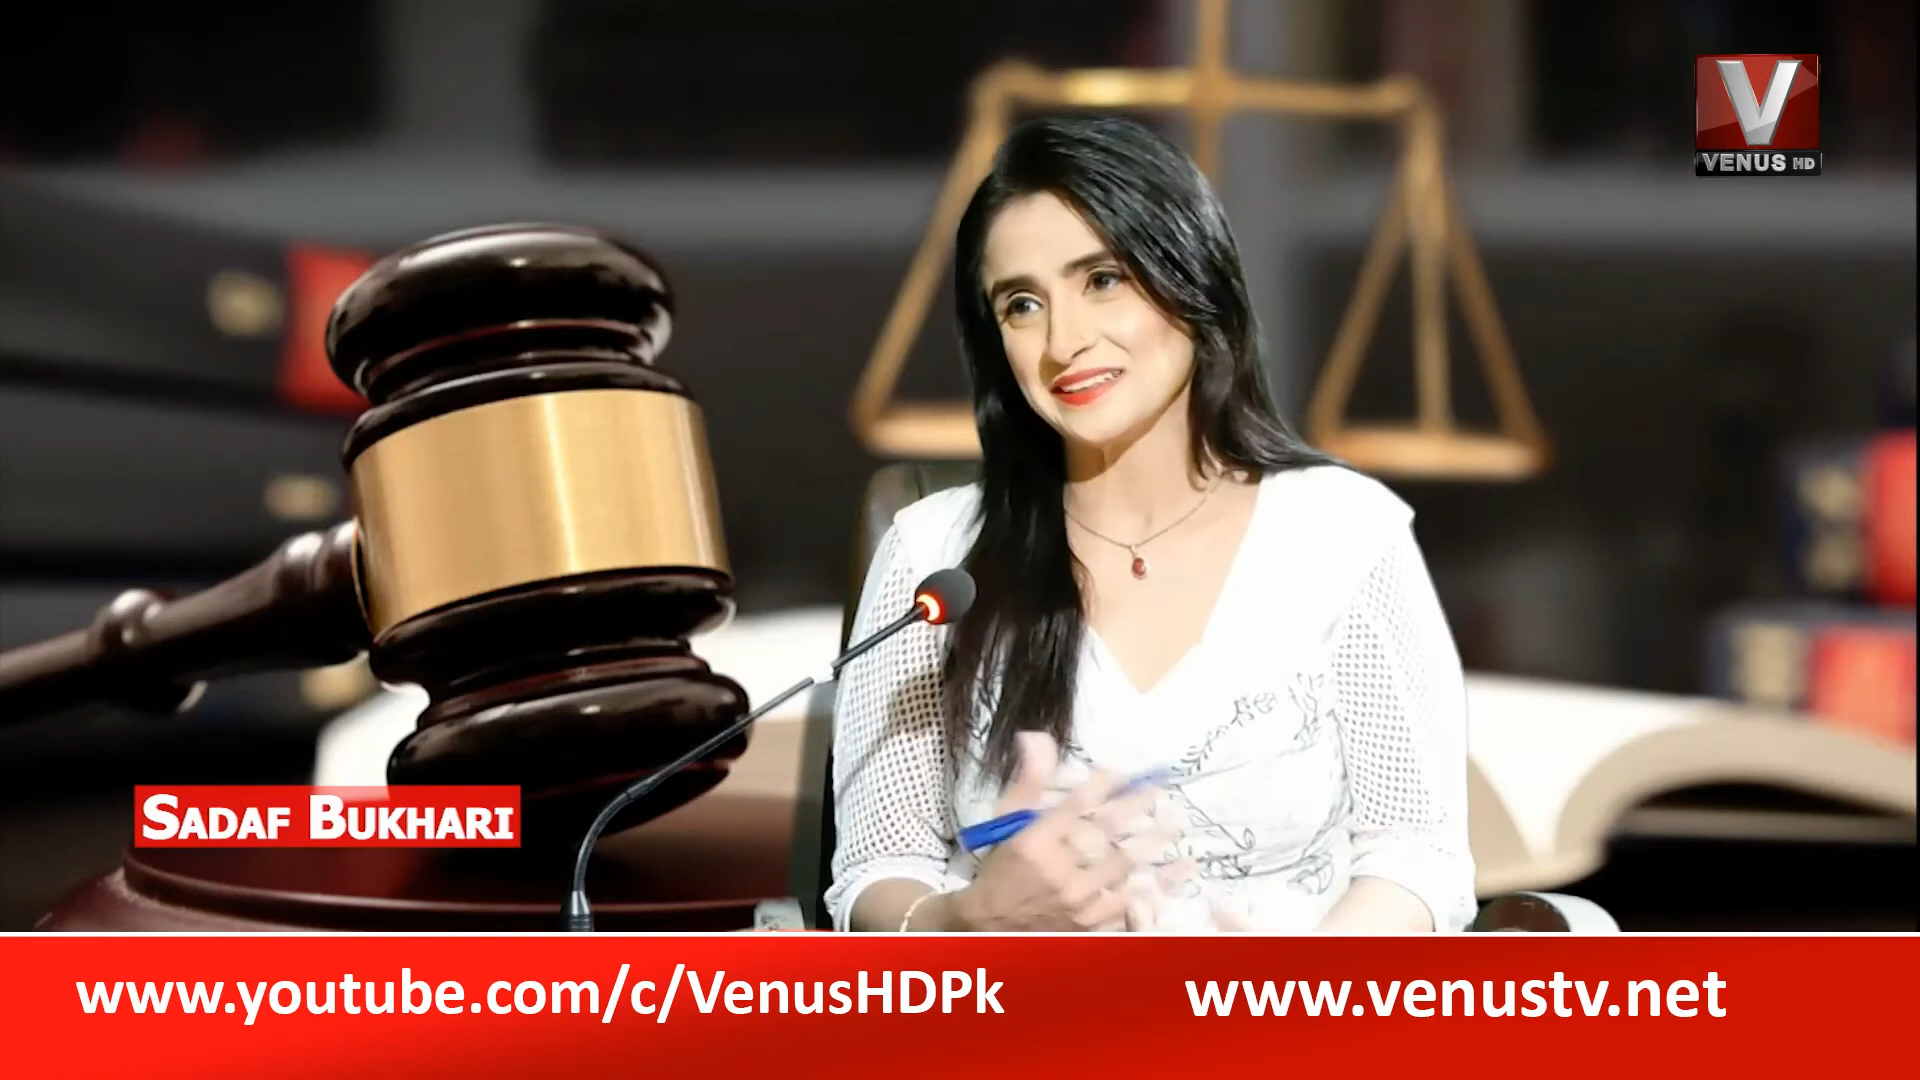 V
VENUS HD
SADAF BUKHARI
www.youtube.com/c/VenusHDPk
www.venustv.net